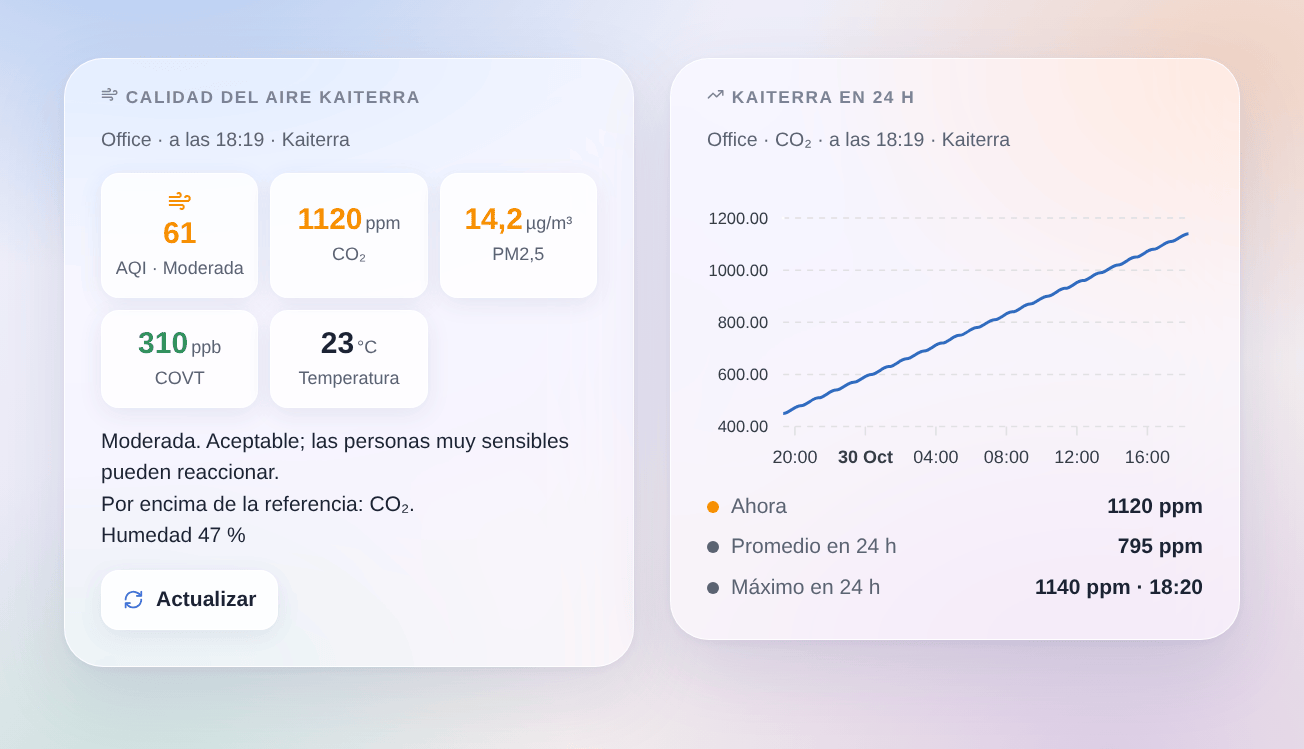 CALIDAD DEL AIRE KAITERRA
Office · a las 18:19 · Kaiterra
61
AQI · Moderada
1120 ppm
CO₂
14,2 µg/m³
PM2,5
310 ppb
COVT
23 °C
Temperatura
Moderada. Aceptable; las personas muy sensibles
pueden reaccionar.
Por encima de la referencia: CO₂.
Humedad 47 %
Actualizar
KAITERRA EN 24 H
Office · CO₂ · a las 18:19 · Kaiterra
1200.00
1000.00
800.00
600.00
400.00
20:00 30 Oct 04:00 08:00 12:00 16:00
Ahora 1120 ppm
Promedio en 24 h 795 ppm
Máximo en 24 h 1140 ppm · 18:20